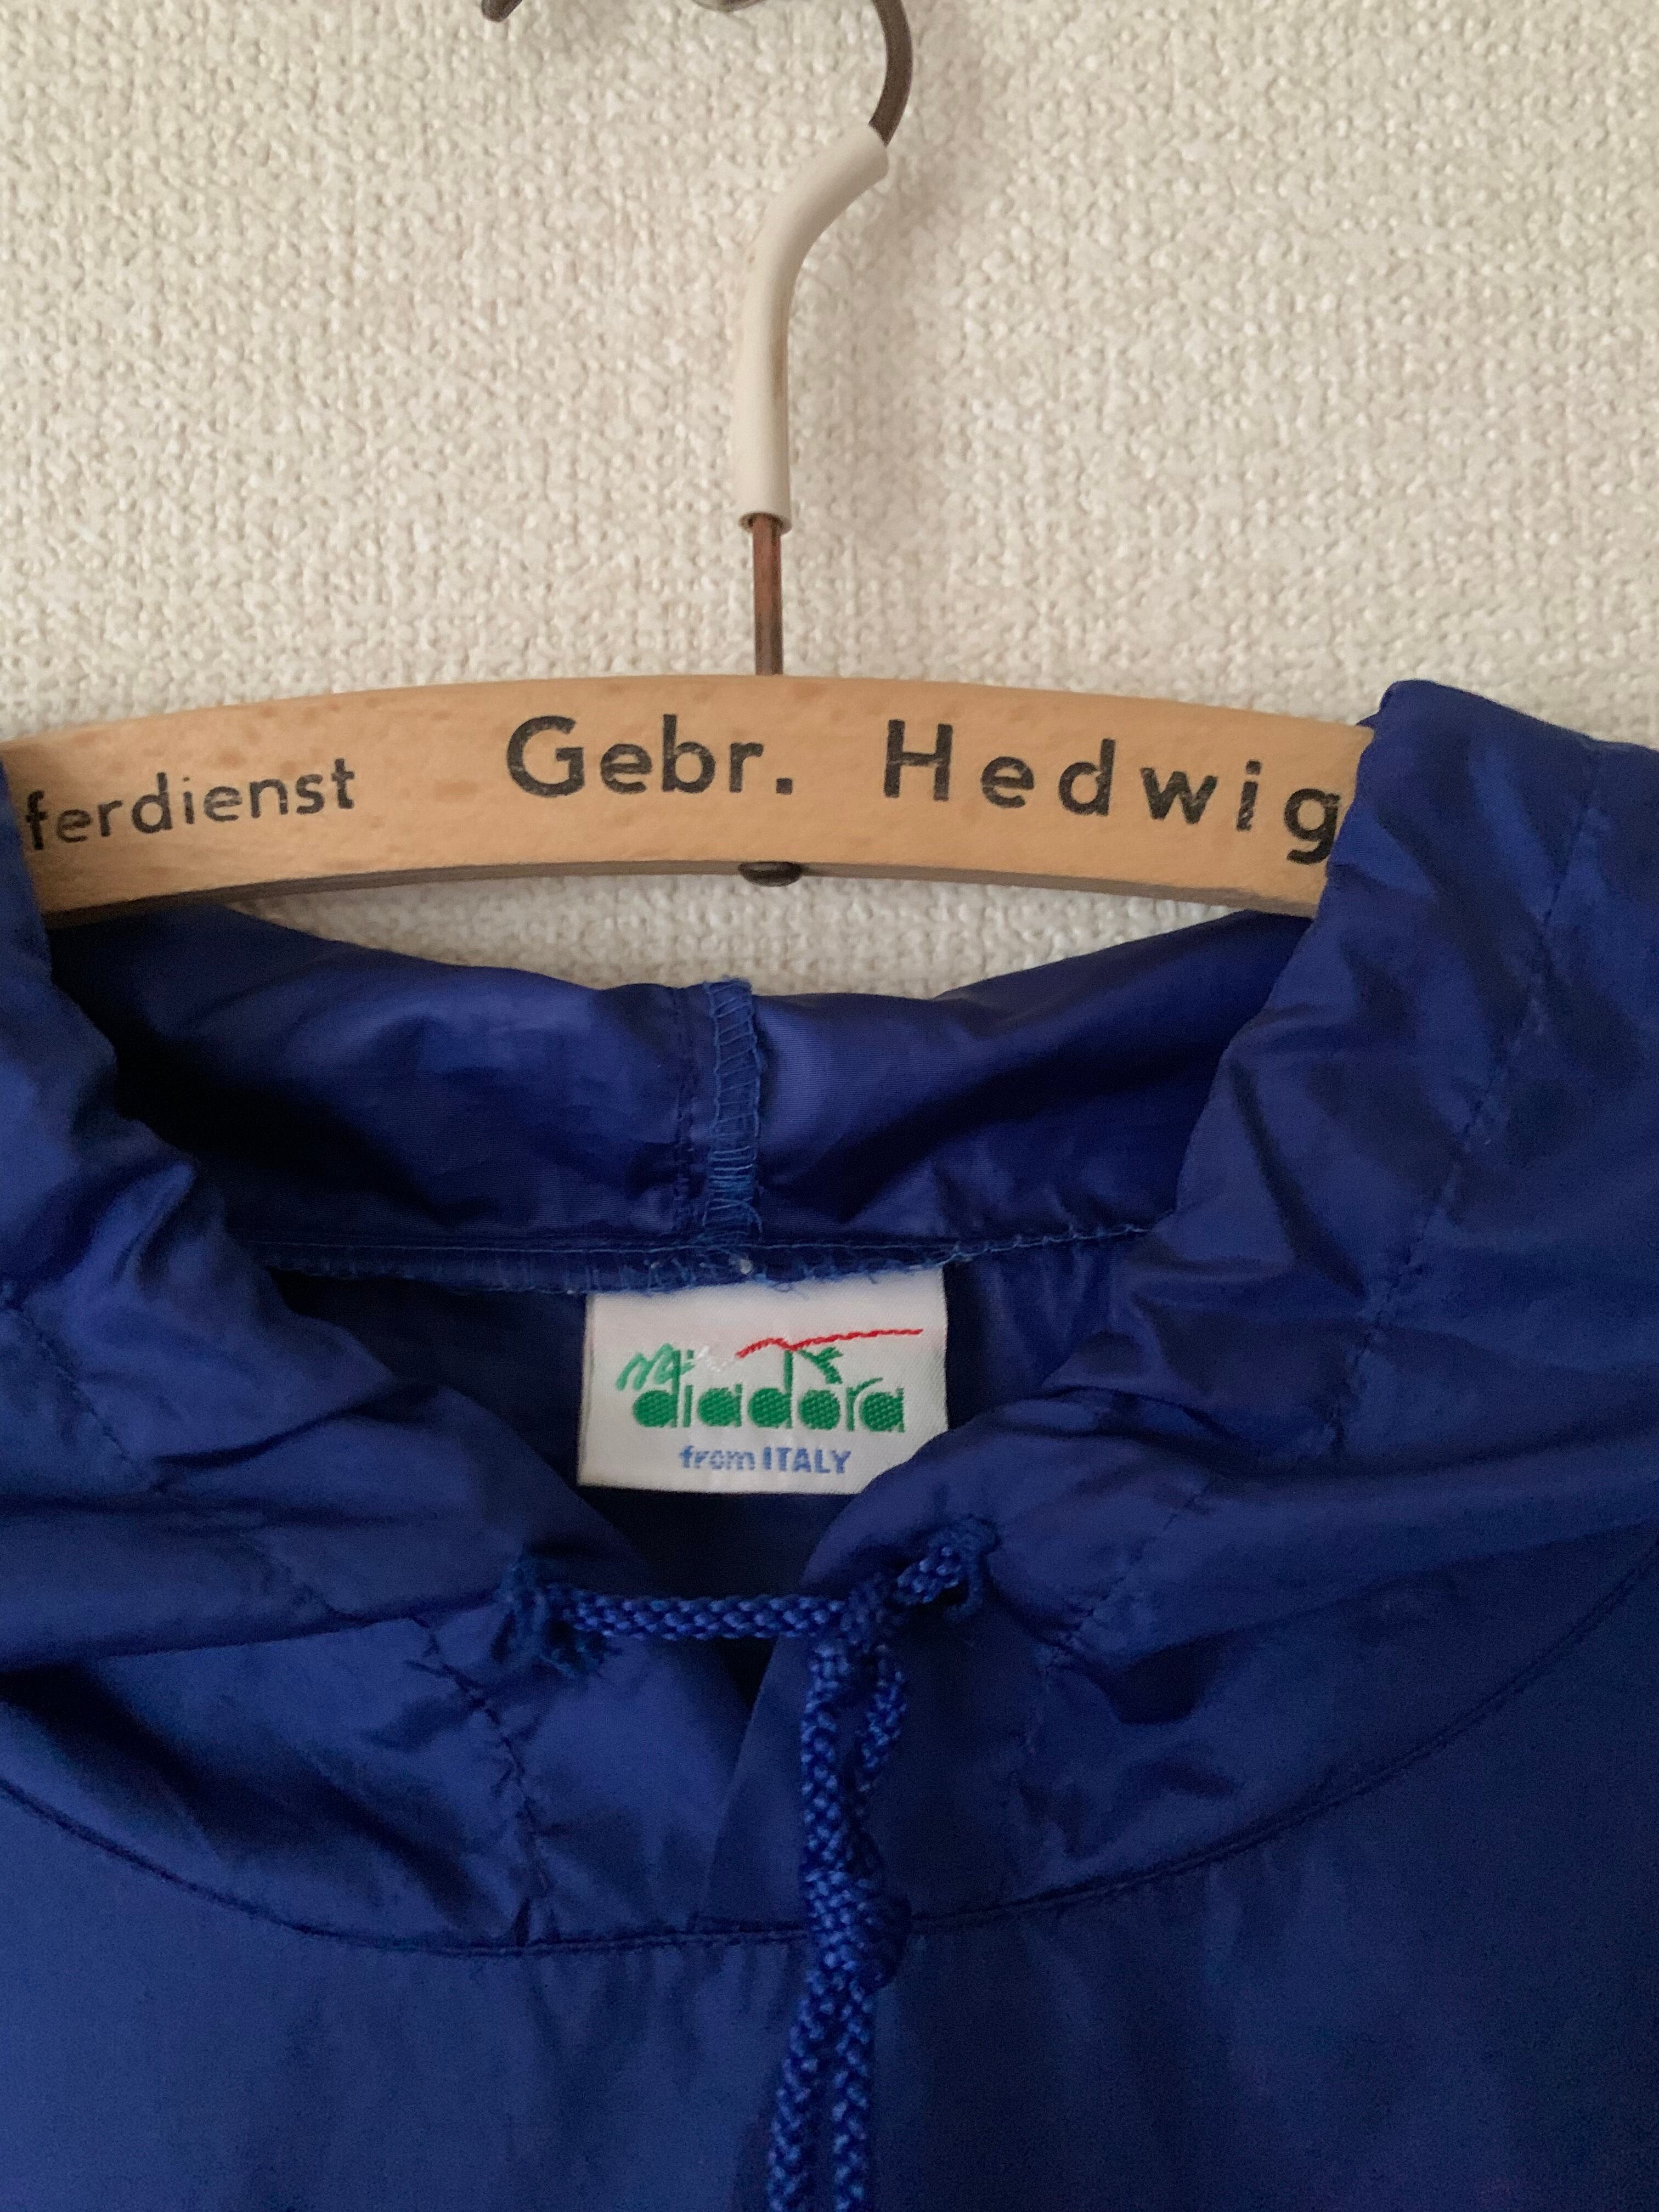 ferdienst Gebr. Hedwig
diadora
from ITALY